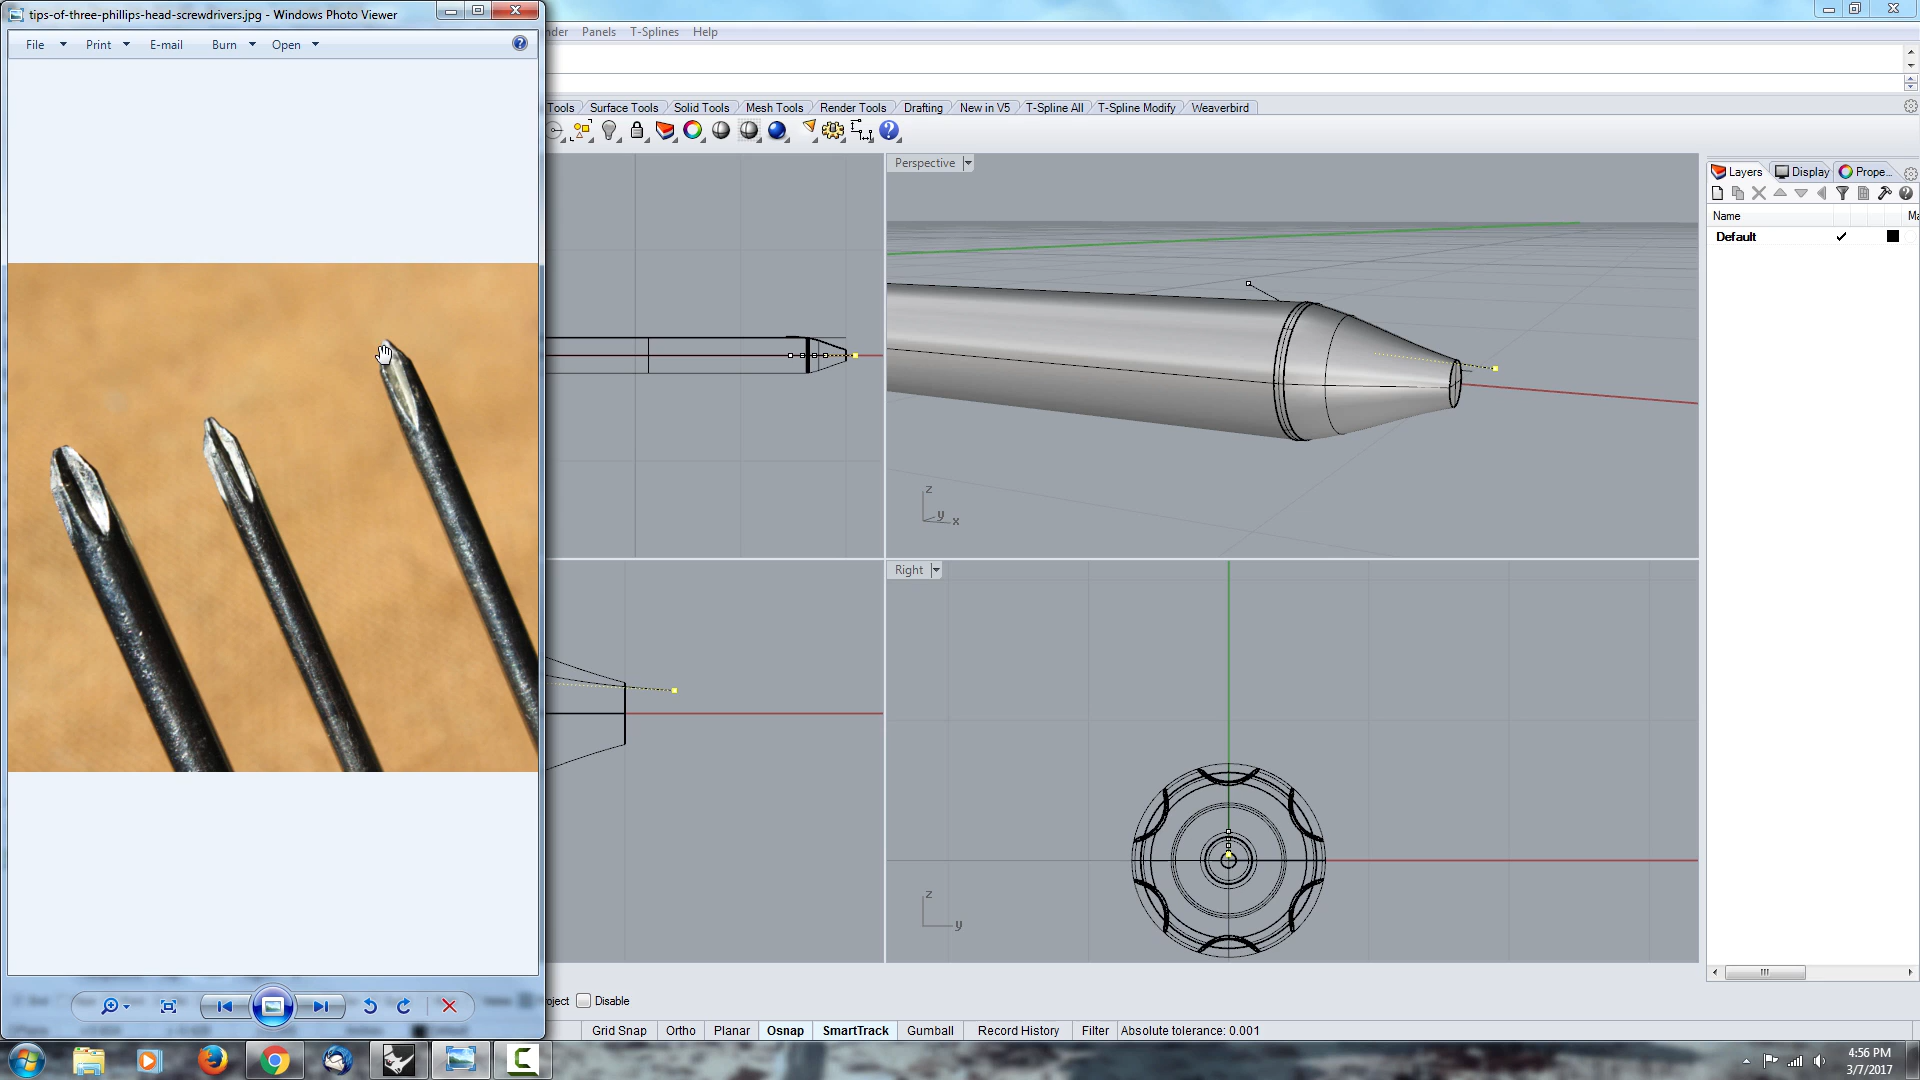 tips-of-three-phillips-head-screwdrivers.jpg - Windows Photo Viewer
File Print E-mail Burn Open
Panels T-Splines Help
Tools Surface Tools Solid Tools Mesh Tools Render Tools Drafting New in V5 T-Spline All T-Spline Modify Weaverbird
Perspective
Layers Display Prope...
Name
Default
z
y
x
Right
z
y
Disable
Grid Snap Ortho Planar Osnap SmartTrack Gumball Record History Filter Absolute tolerance: 0.001
4:56 PM
3/7/2017